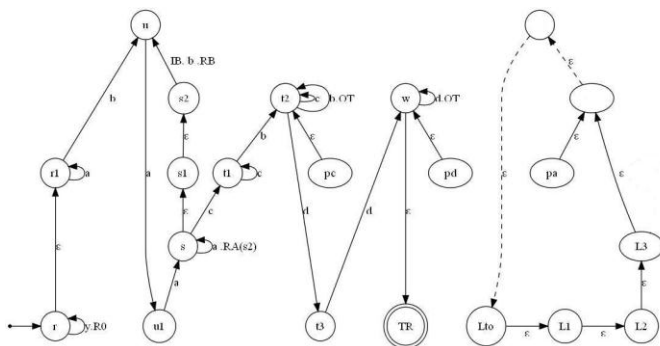 u
IB. b .RB
ε
s2
t2
c
b.OT
w
d.OT
b
ε
b
ε
ε
ε
r1
a
a
s1
t1
c
pc
pd
ε
pa
ε
ε
c
d
d
ε
s
a .RA(s2)
L3
ε
a
ε
r
y.R0
u1
t3
TR
Lto
ε
L1
ε
L2